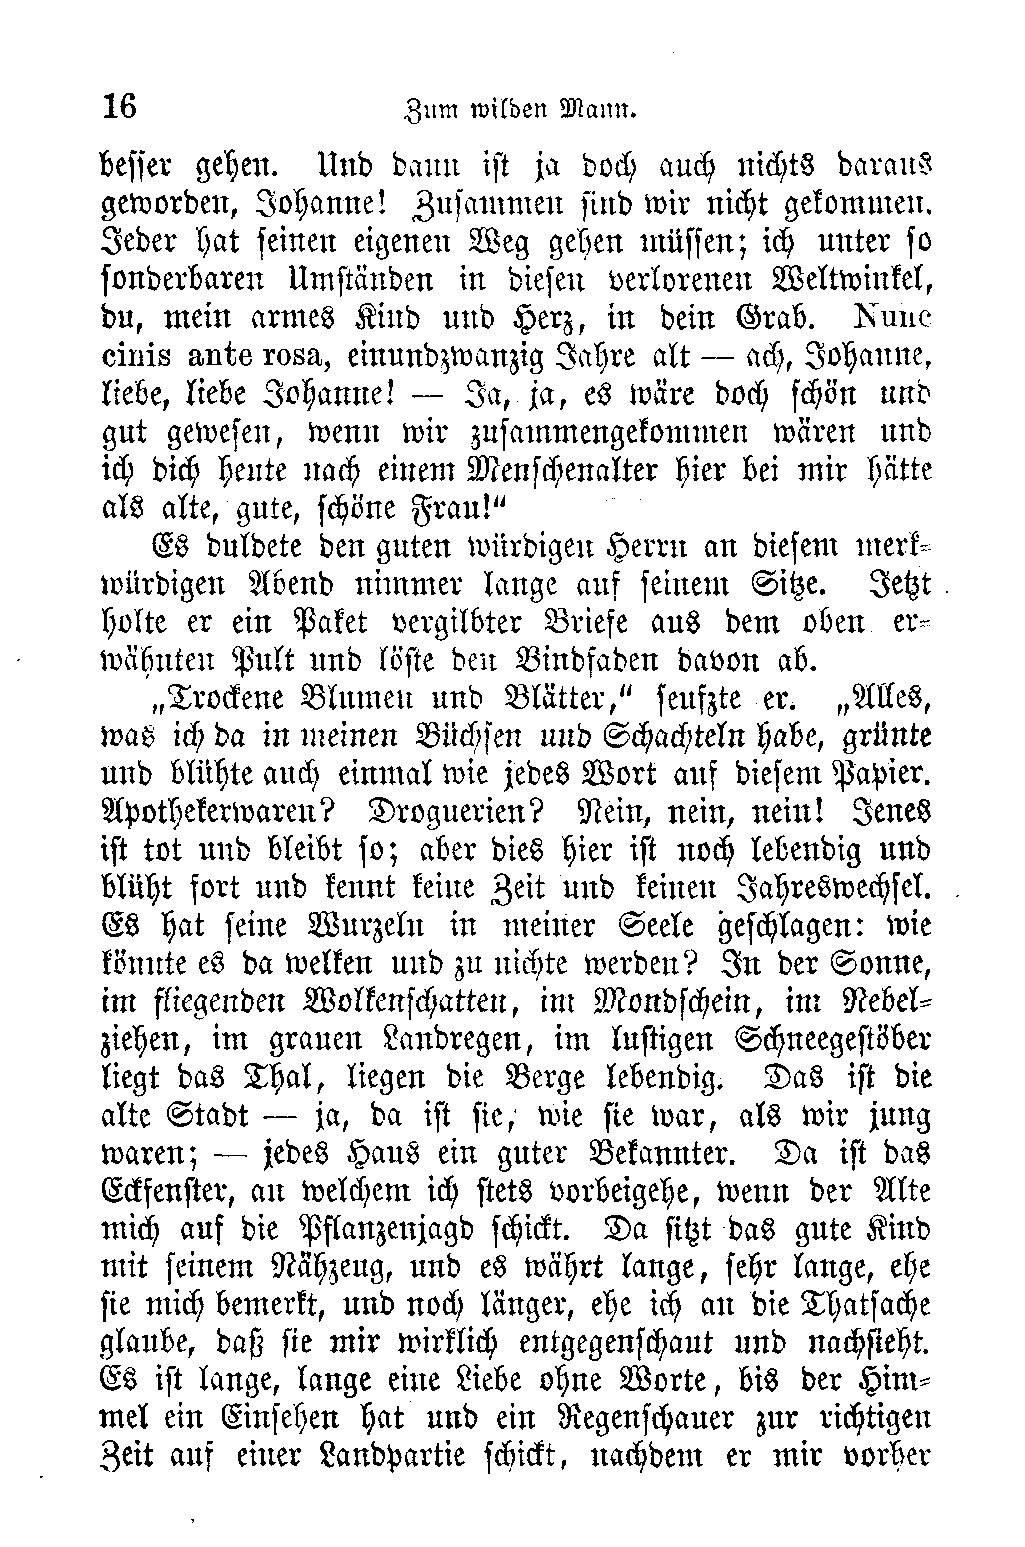 16 Zum wilden Mann.
besser gehen. Und dann ist ja doch auch nichts daraus
geworden, Johanne! Zusammen sind wir nicht gekommen.
Jeder hat seinen eigenen Weg gehen müssen; ich unter so
sonderbaren Umständen in diesen verlorenen Weltwinkel,
du, mein armes Kind und Herz, in dein Grab. Nunc
cinis ante rosa, einundzwanzig Jahre alt — ach, Johanne,
liebe, liebe Johanne! — Ja, ja, es wäre doch schön und
gut gewesen, wenn wir zusammengekommen wären und
ich dich heute nach einem Menschenalter hier bei mir hätte
als alte, gute, schöne Frau!“
Es duldete den guten würdigen Herrn an diesem merk-
würdigen Abend nimmer lange auf seinem Sitze. Jetzt
holte er ein Paket vergilbter Briefe aus dem oben er-
wähnten Pult und löste den Bindfaden davon ab.
„Trockene Blumen und Blätter,“ seufzte er. „Alles,
was ich da in meinen Büchsen und Schachteln habe, grünte
und blühte auch einmal wie jedes Wort auf diesem Papier.
Apothekerwaren? Droguerien? Nein, nein, nein! Jenes
ist tot und bleibt so; aber dies hier ist noch lebendig und
blüht fort und kennt keine Zeit und keinen Jahreswechsel.
Es hat seine Wurzeln in meiner Seele geschlagen: wie
könnte es da welken und zu nichte werden? In der Sonne,
im fliegenden Wolkenschatten, im Mondschein, im Nebel-
ziehen, im grauen Landregen, im lustigen Schneegestöber
liegt das Thal, liegen die Berge lebendig. Das ist die
alte Stadt — ja, da ist sie, wie sie war, als wir jung
waren; — jedes Haus ein guter Bekannter. Da ist das
Eckfenster, an welchem ich stets vorbeigehe, wenn der Alte
mich auf die Pflanzenjagd schickt. Da sitzt das gute Kind
mit seinem Nähzeug, und es währt lange, sehr lange, ehe
sie mich bemerkt, und noch länger, ehe ich an die Thatsache
glaube, daß sie mir wirklich entgegenschaut und nachsieht.
Es ist lange, lange eine Liebe ohne Worte, bis der Him-
mel ein Einsehen hat und ein Regenschauer zur richtigen
Zeit auf einer Landpartie schickt, nachdem er mir vorher